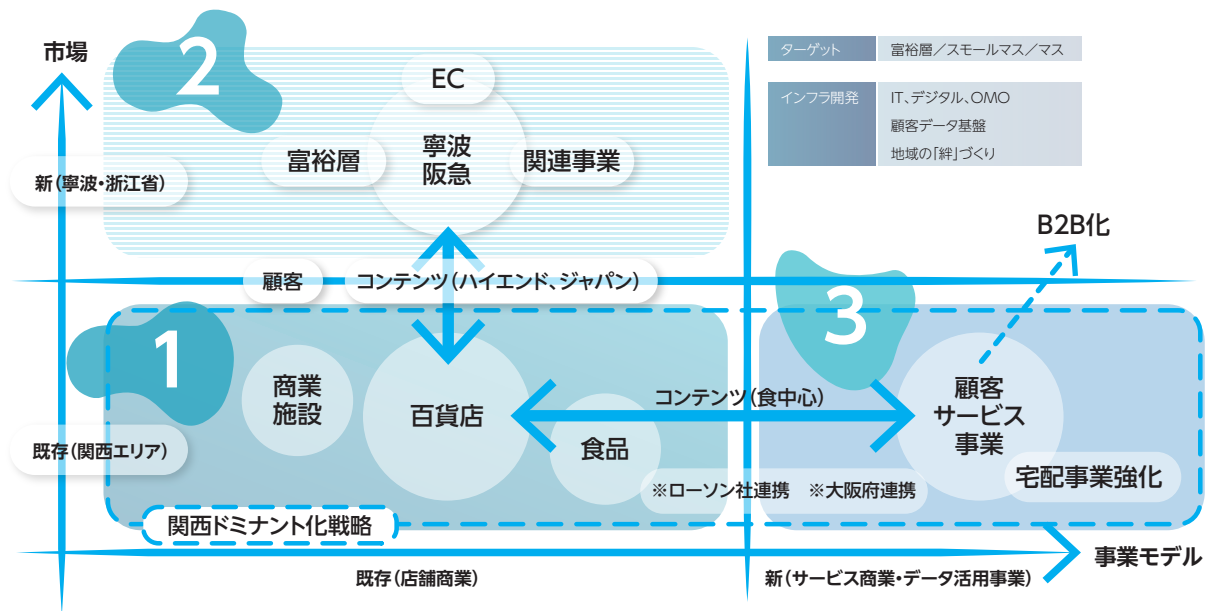 市場
2
EC
富裕層
寧波
阪急
関連事業
新(寧波・浙江省)
ターゲット 富裕層/スモールマス/マス
インフラ開発 IT、デジタル、OMO
顧客データ基盤
地域の「絆」づくり
B2B化
顧客
コンテンツ(ハイエンド、ジャパン)
1
商業
施設
百貨店
食品
既存(関西エリア)
コンテンツ(食中心)
3
顧客
サービス
事業
宅配事業強化
※ローソン社連携 ※大阪府連携
関西ドミナント化戦略
事業モデル
既存(店舗商業)
新(サービス商業・データ活用事業)